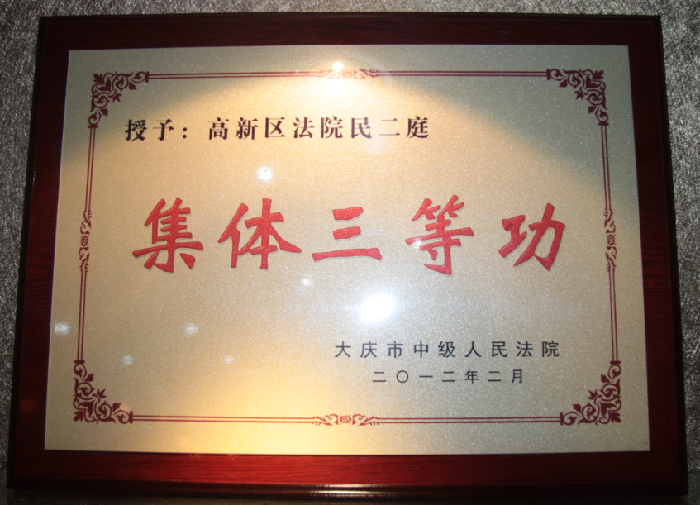 授予：高新区法院民二庭
集体三等功
大庆市中级人民法院
二〇一二年二月